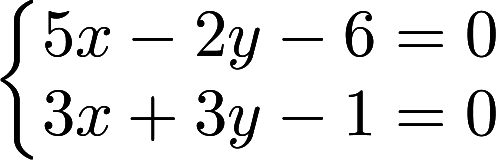 5x − 2y − 6 = 0
3x + 3y − 1 = 0